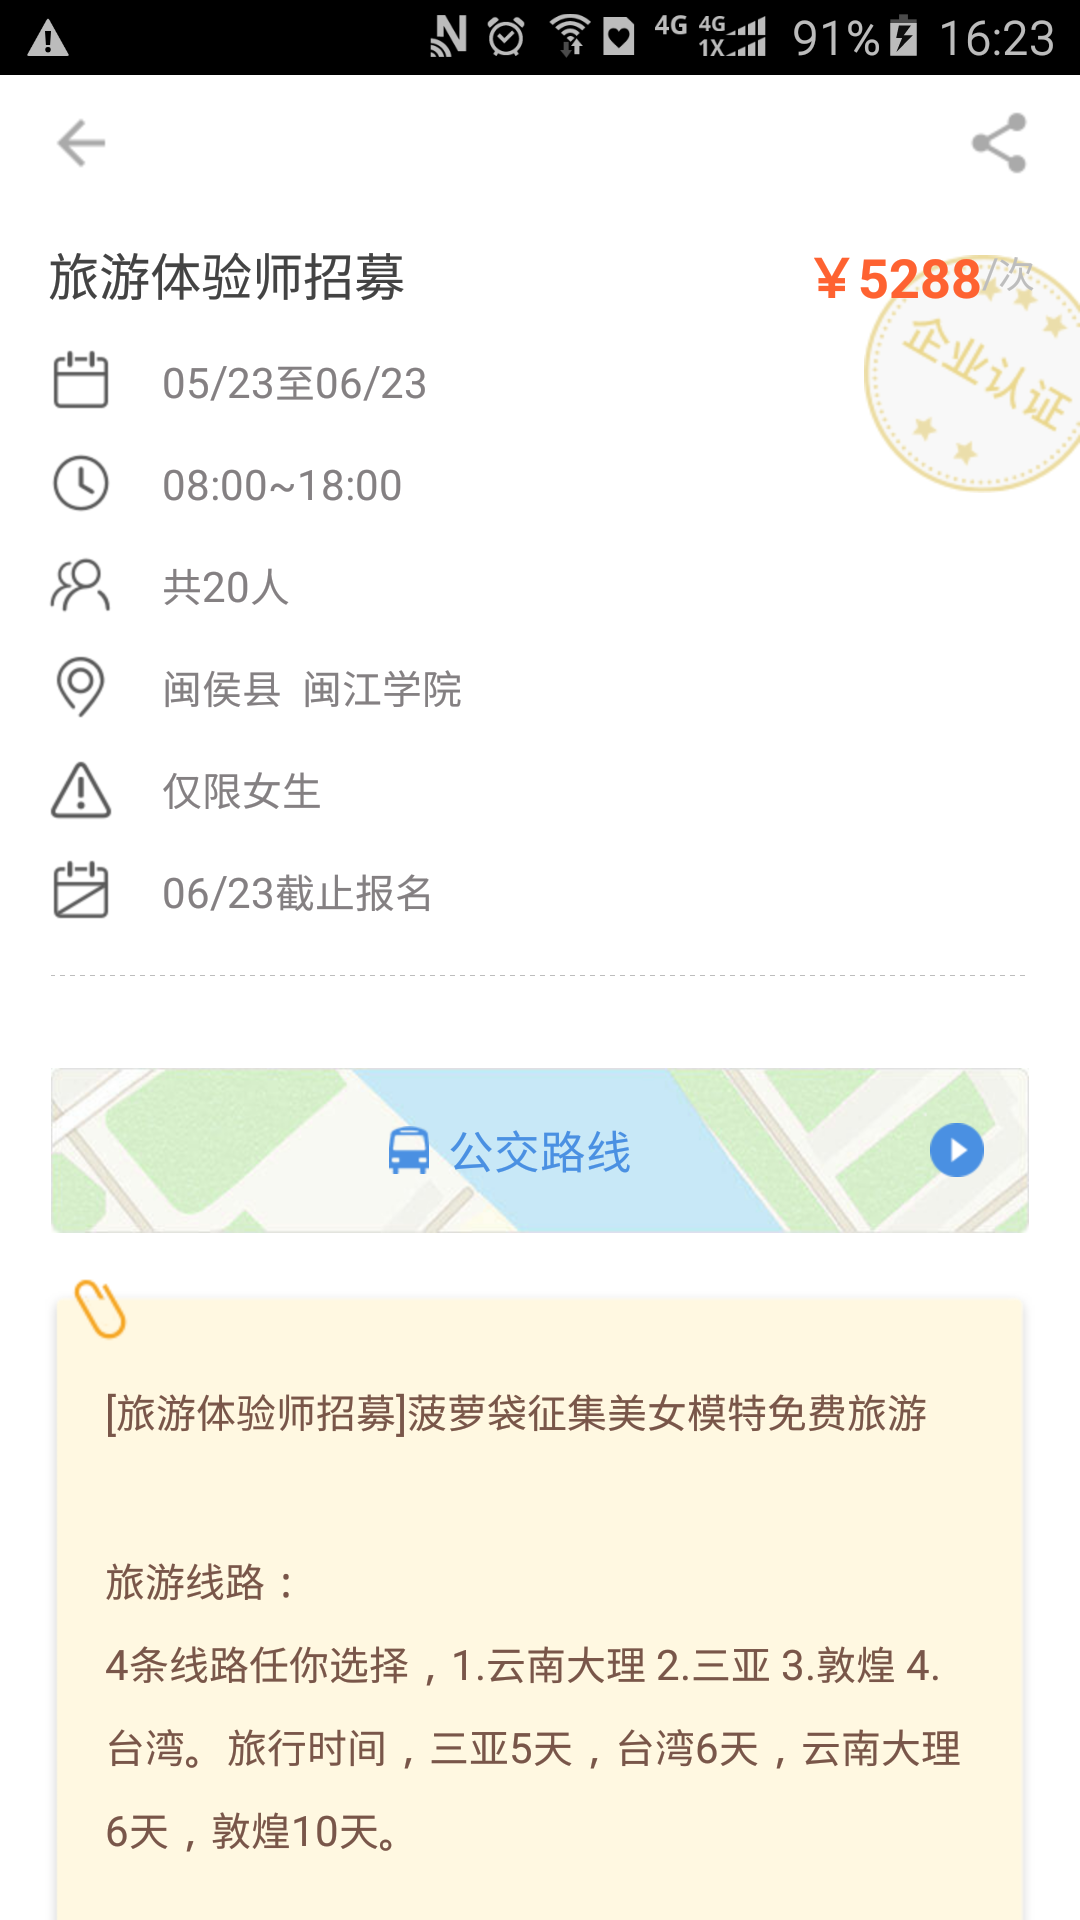 4G 4G 1X 91% 16:23
旅游体验师招募 ￥5288/次
企业认证
05/23至06/23
08:00~18:00
共20人
闽侯县 闽江学院
仅限女生
06/23截止报名
公交路线
[旅游体验师招募]菠萝袋征集美女模特免费旅游
旅游线路：
4条线路任你选择，1.云南大理 2.三亚 3.敦煌 4.
台湾。 旅行时间，三亚5天，台湾6天，云南大理
6天，敦煌10天。